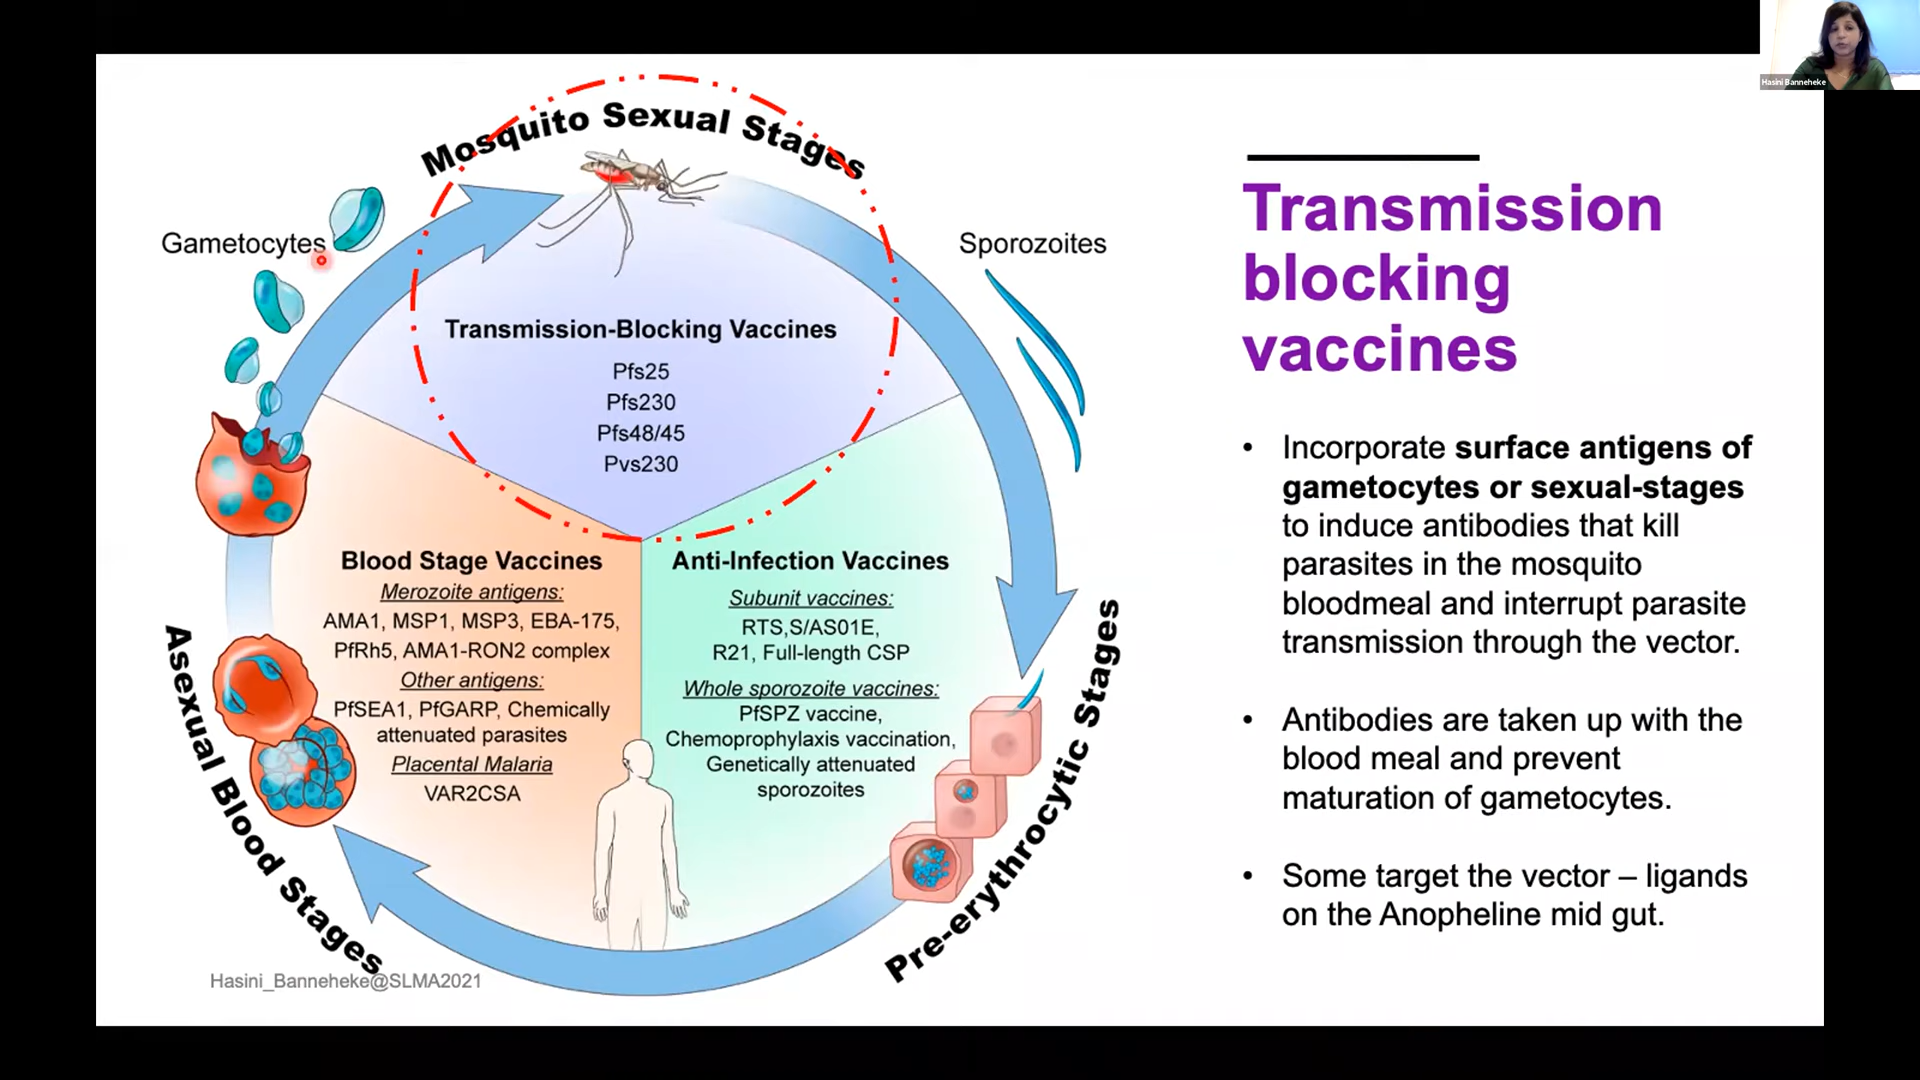 Hasini Banneheke
Mosquito Sexual Stages
Gametocytes
Sporozoites
Transmission-Blocking Vaccines
Pfs25
Pfs230
Pfs48/45
Pvs230
Blood Stage Vaccines
Merozoite antigens:
AMA1, MSP1, MSP3, EBA-175,
PfRh5, AMA1-RON2 complex
Other antigens:
PfSEA1, PfGARP, Chemically
attenuated parasites
Placental Malaria
VAR2CSA
Anti-Infection Vaccines
Subunit vaccines:
RTS,S/AS01E,
R21, Full-length CSP
Whole sporozoite vaccines:
PfSPZ vaccine,
Chemoprophylaxis vaccination,
Genetically attenuated
sporozoites
Asexual Blood Stages
Pre-erythrocytic Stages
Hasini_Banneheke@SLMA2021
Transmission
blocking
vaccines
• Incorporate surface antigens of
gametocytes or sexual-stages
to induce antibodies that kill
parasites in the mosquito
bloodmeal and interrupt parasite
transmission through the vector.
• Antibodies are taken up with the
blood meal and prevent
maturation of gametocytes.
• Some target the vector – ligands
on the Anopheline mid gut.